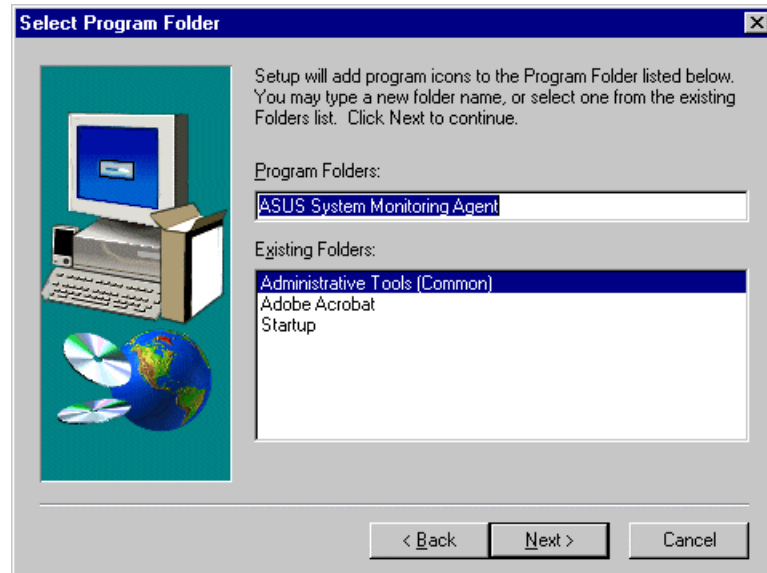 Select Program Folder
Setup will add program icons to the Program Folder listed below.
You may type a new folder name, or select one from the existing
Folders list. Click Next to continue.
Program Folders:
ASUS System Monitoring Agent
Existing Folders:
Administrative Tools (Common)
Adobe Acrobat
Startup
< Back
Next >
Cancel